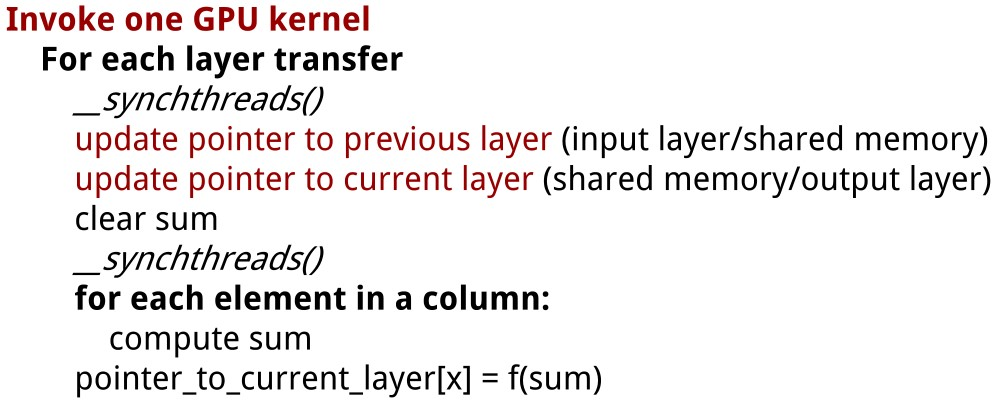 Invoke one GPU kernel
For each layer transfer
__synchthreads()
update pointer to previous layer (input layer/shared memory)
update pointer to current layer (shared memory/output layer)
clear sum
__synchthreads()
for each element in a column:
compute sum
pointer_to_current_layer[x] = f(sum)